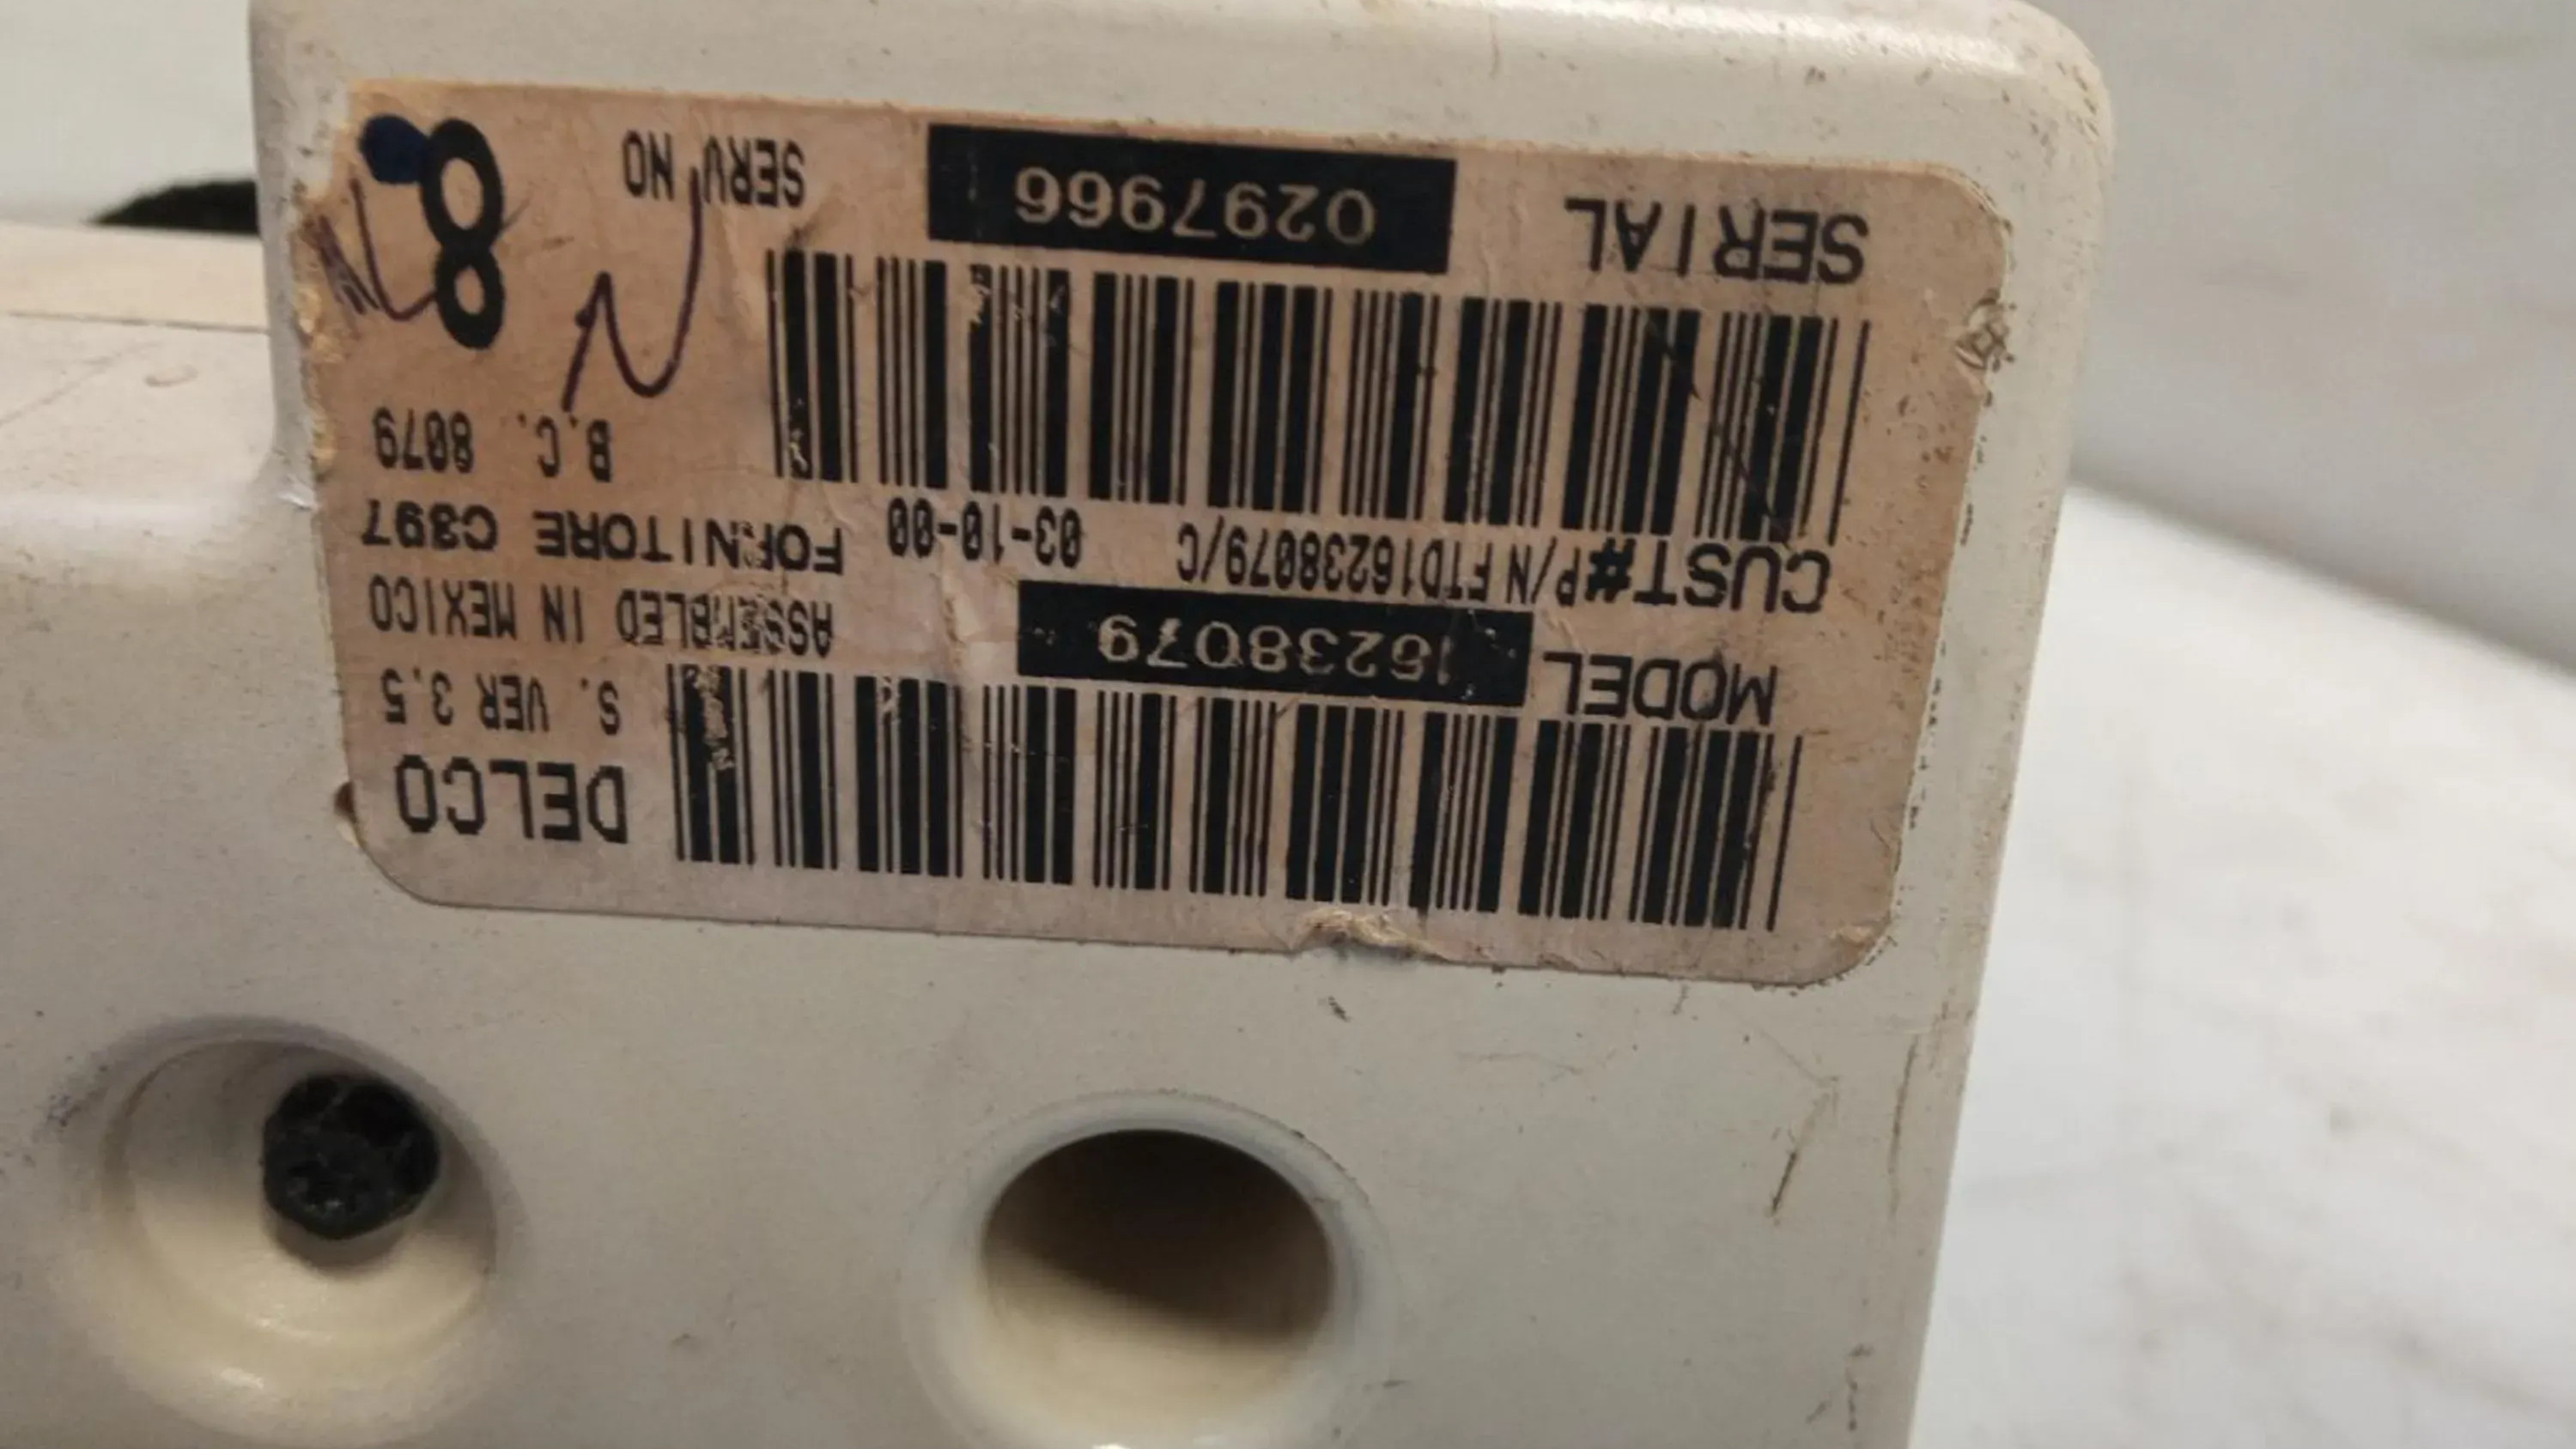 DELCO
S. VER 3.5
MODEL 16238079
ASSEMBLED IN MEXICO
CUST#P/N FTD16238079/C 03-10-00 FORNITORE C397
B.C. 8079
8
SERIAL 0297966 SERV NO
N